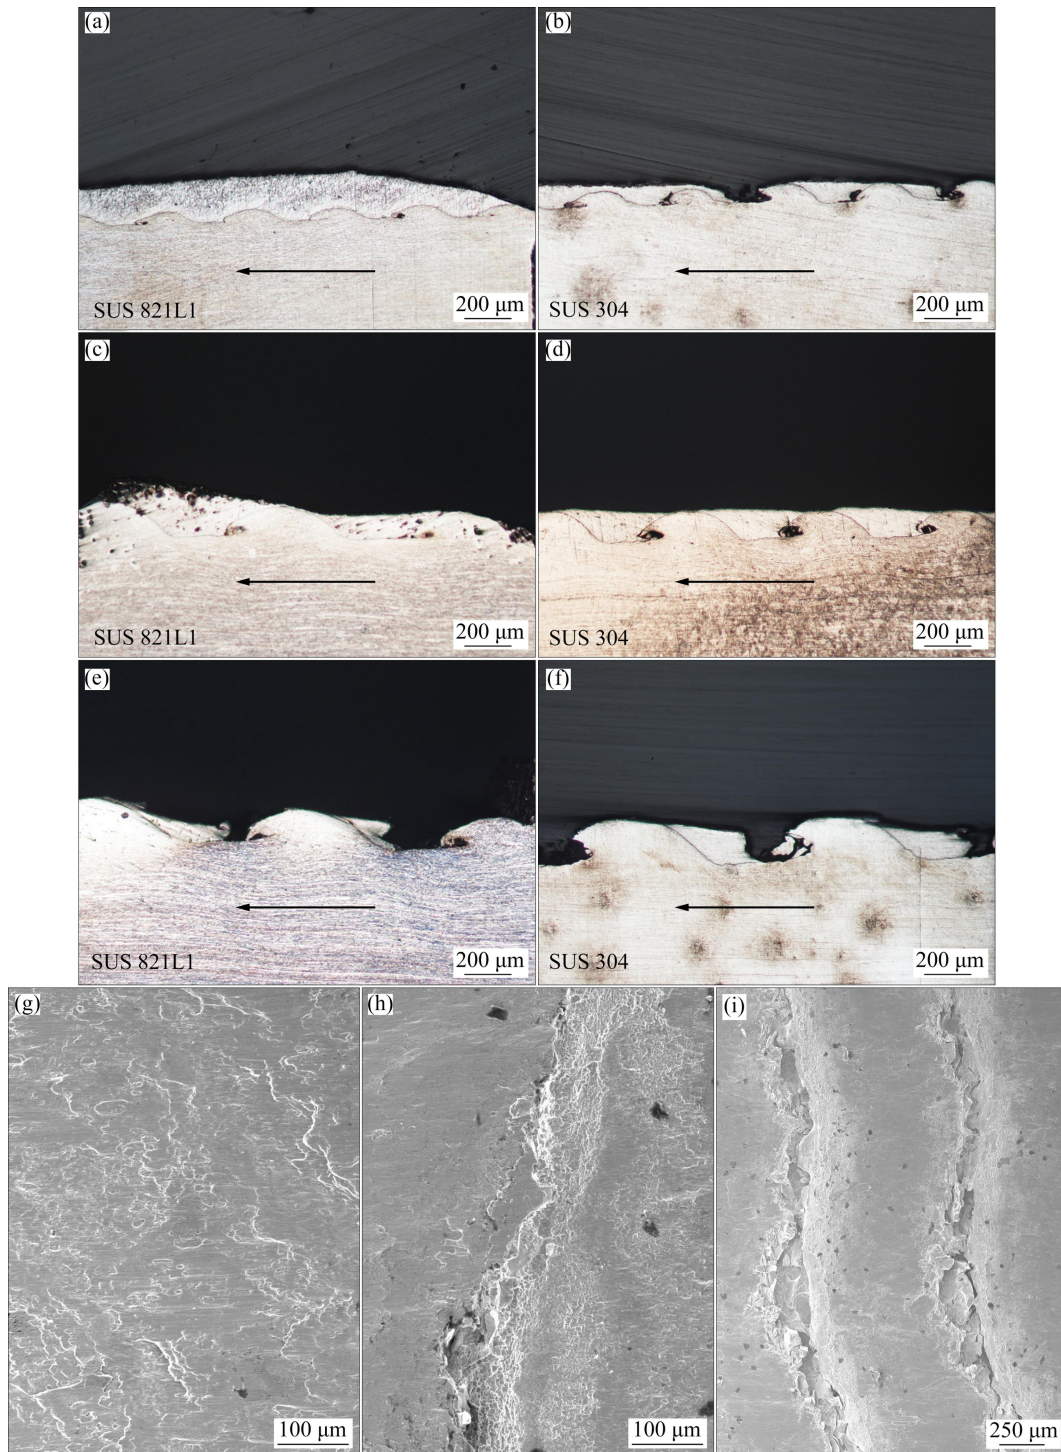 (a)
(b)
SUS 821L1
200 μm
SUS 304
200 μm
(c)
(d)
SUS 821L1
200 μm
SUS 304
200 μm
(e)
(f)
SUS 821L1
200 μm
SUS 304
200 μm
(g)
(h)
(i)
100 μm
100 μm
250 μm